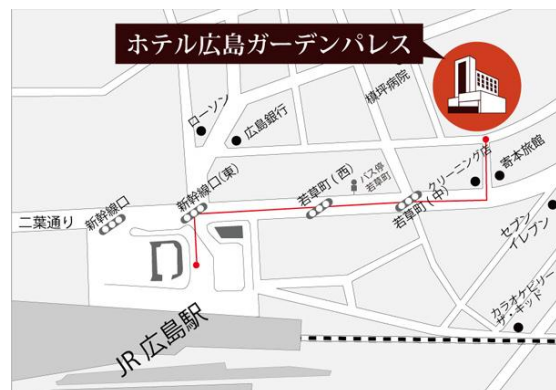 ホテル広島ガーデンパレス
槙坪病院
ローソン
広島銀行
クリーニング店
寄本旅館
バス停
若草町
若草町(西)
若草町(中)
新幹線口(東)
新幹線口
二葉通り
セブン
イレブン
カラオケビリー
ザ・キッド
JR 広島駅